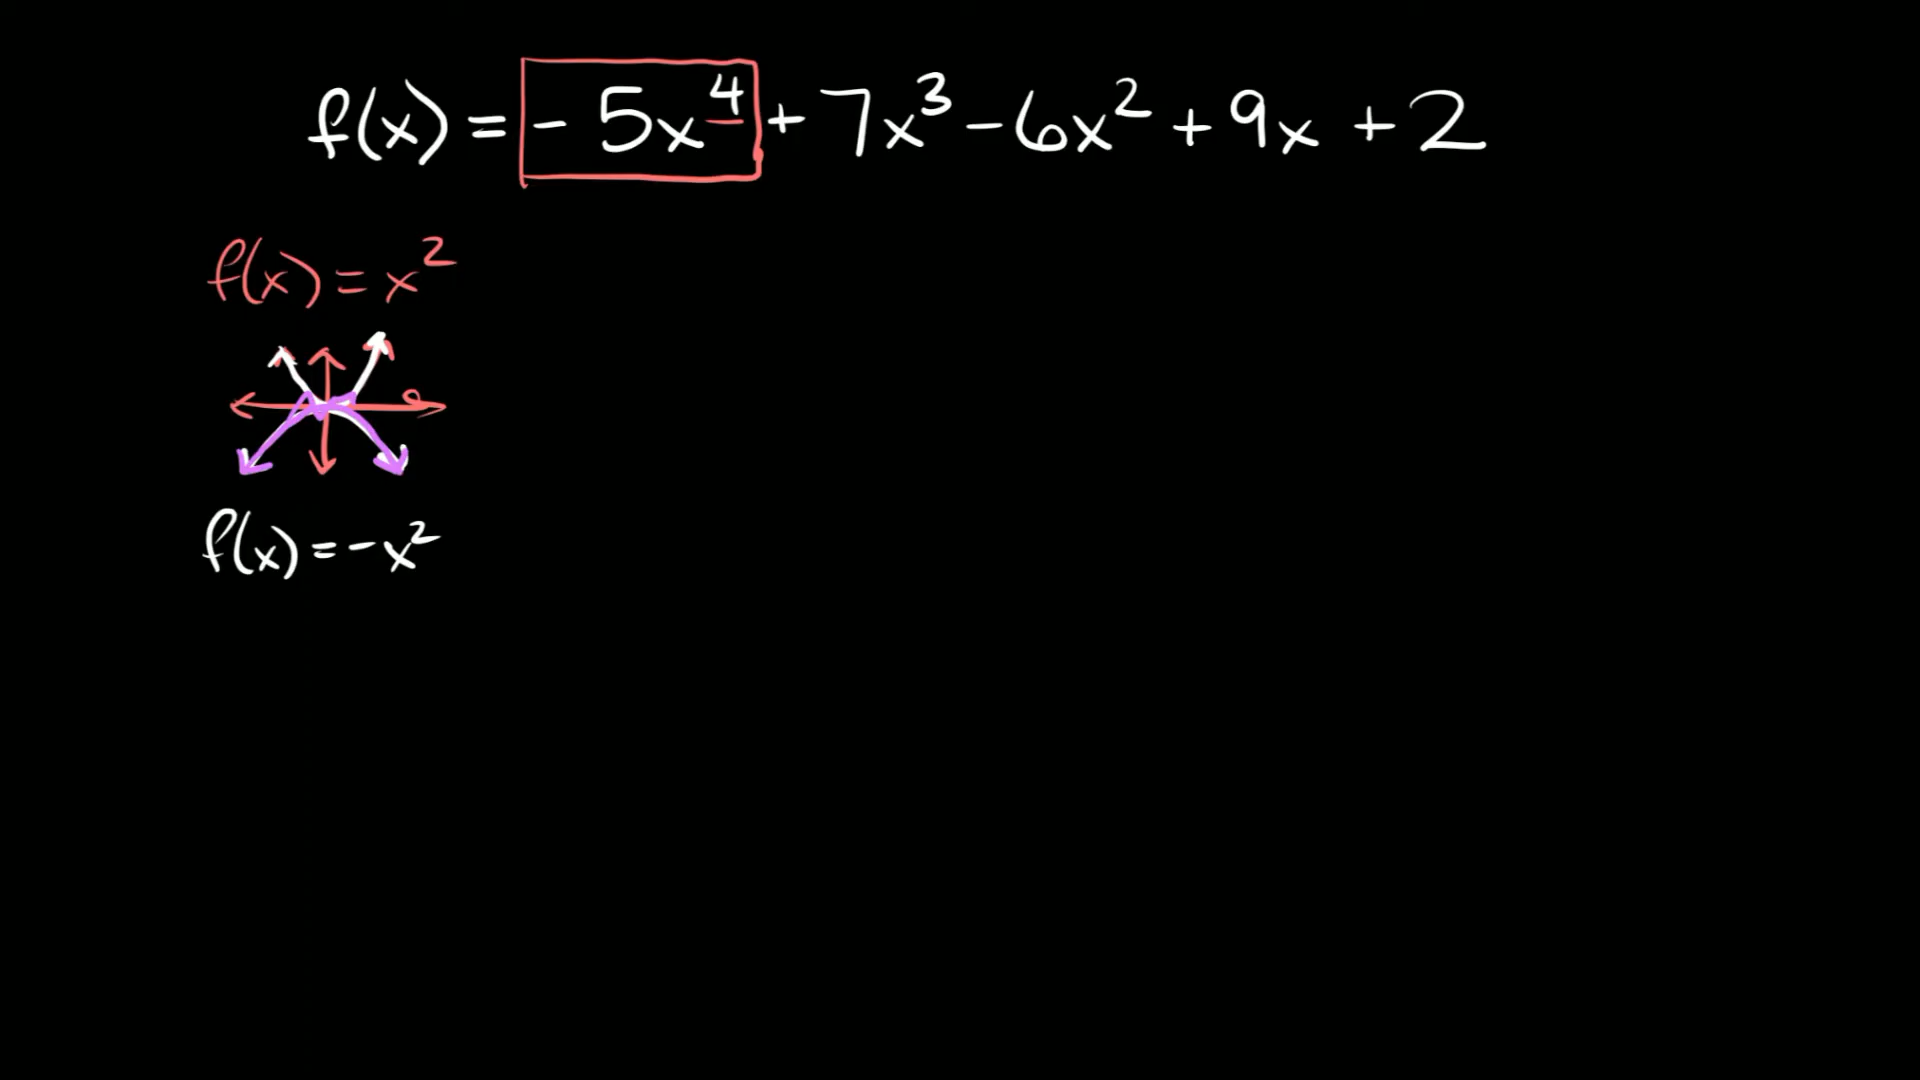 f(x) = - 5x⁴ + 7x³ - 6x² + 9x + 2
f(x) = x²
f(x) = -x²